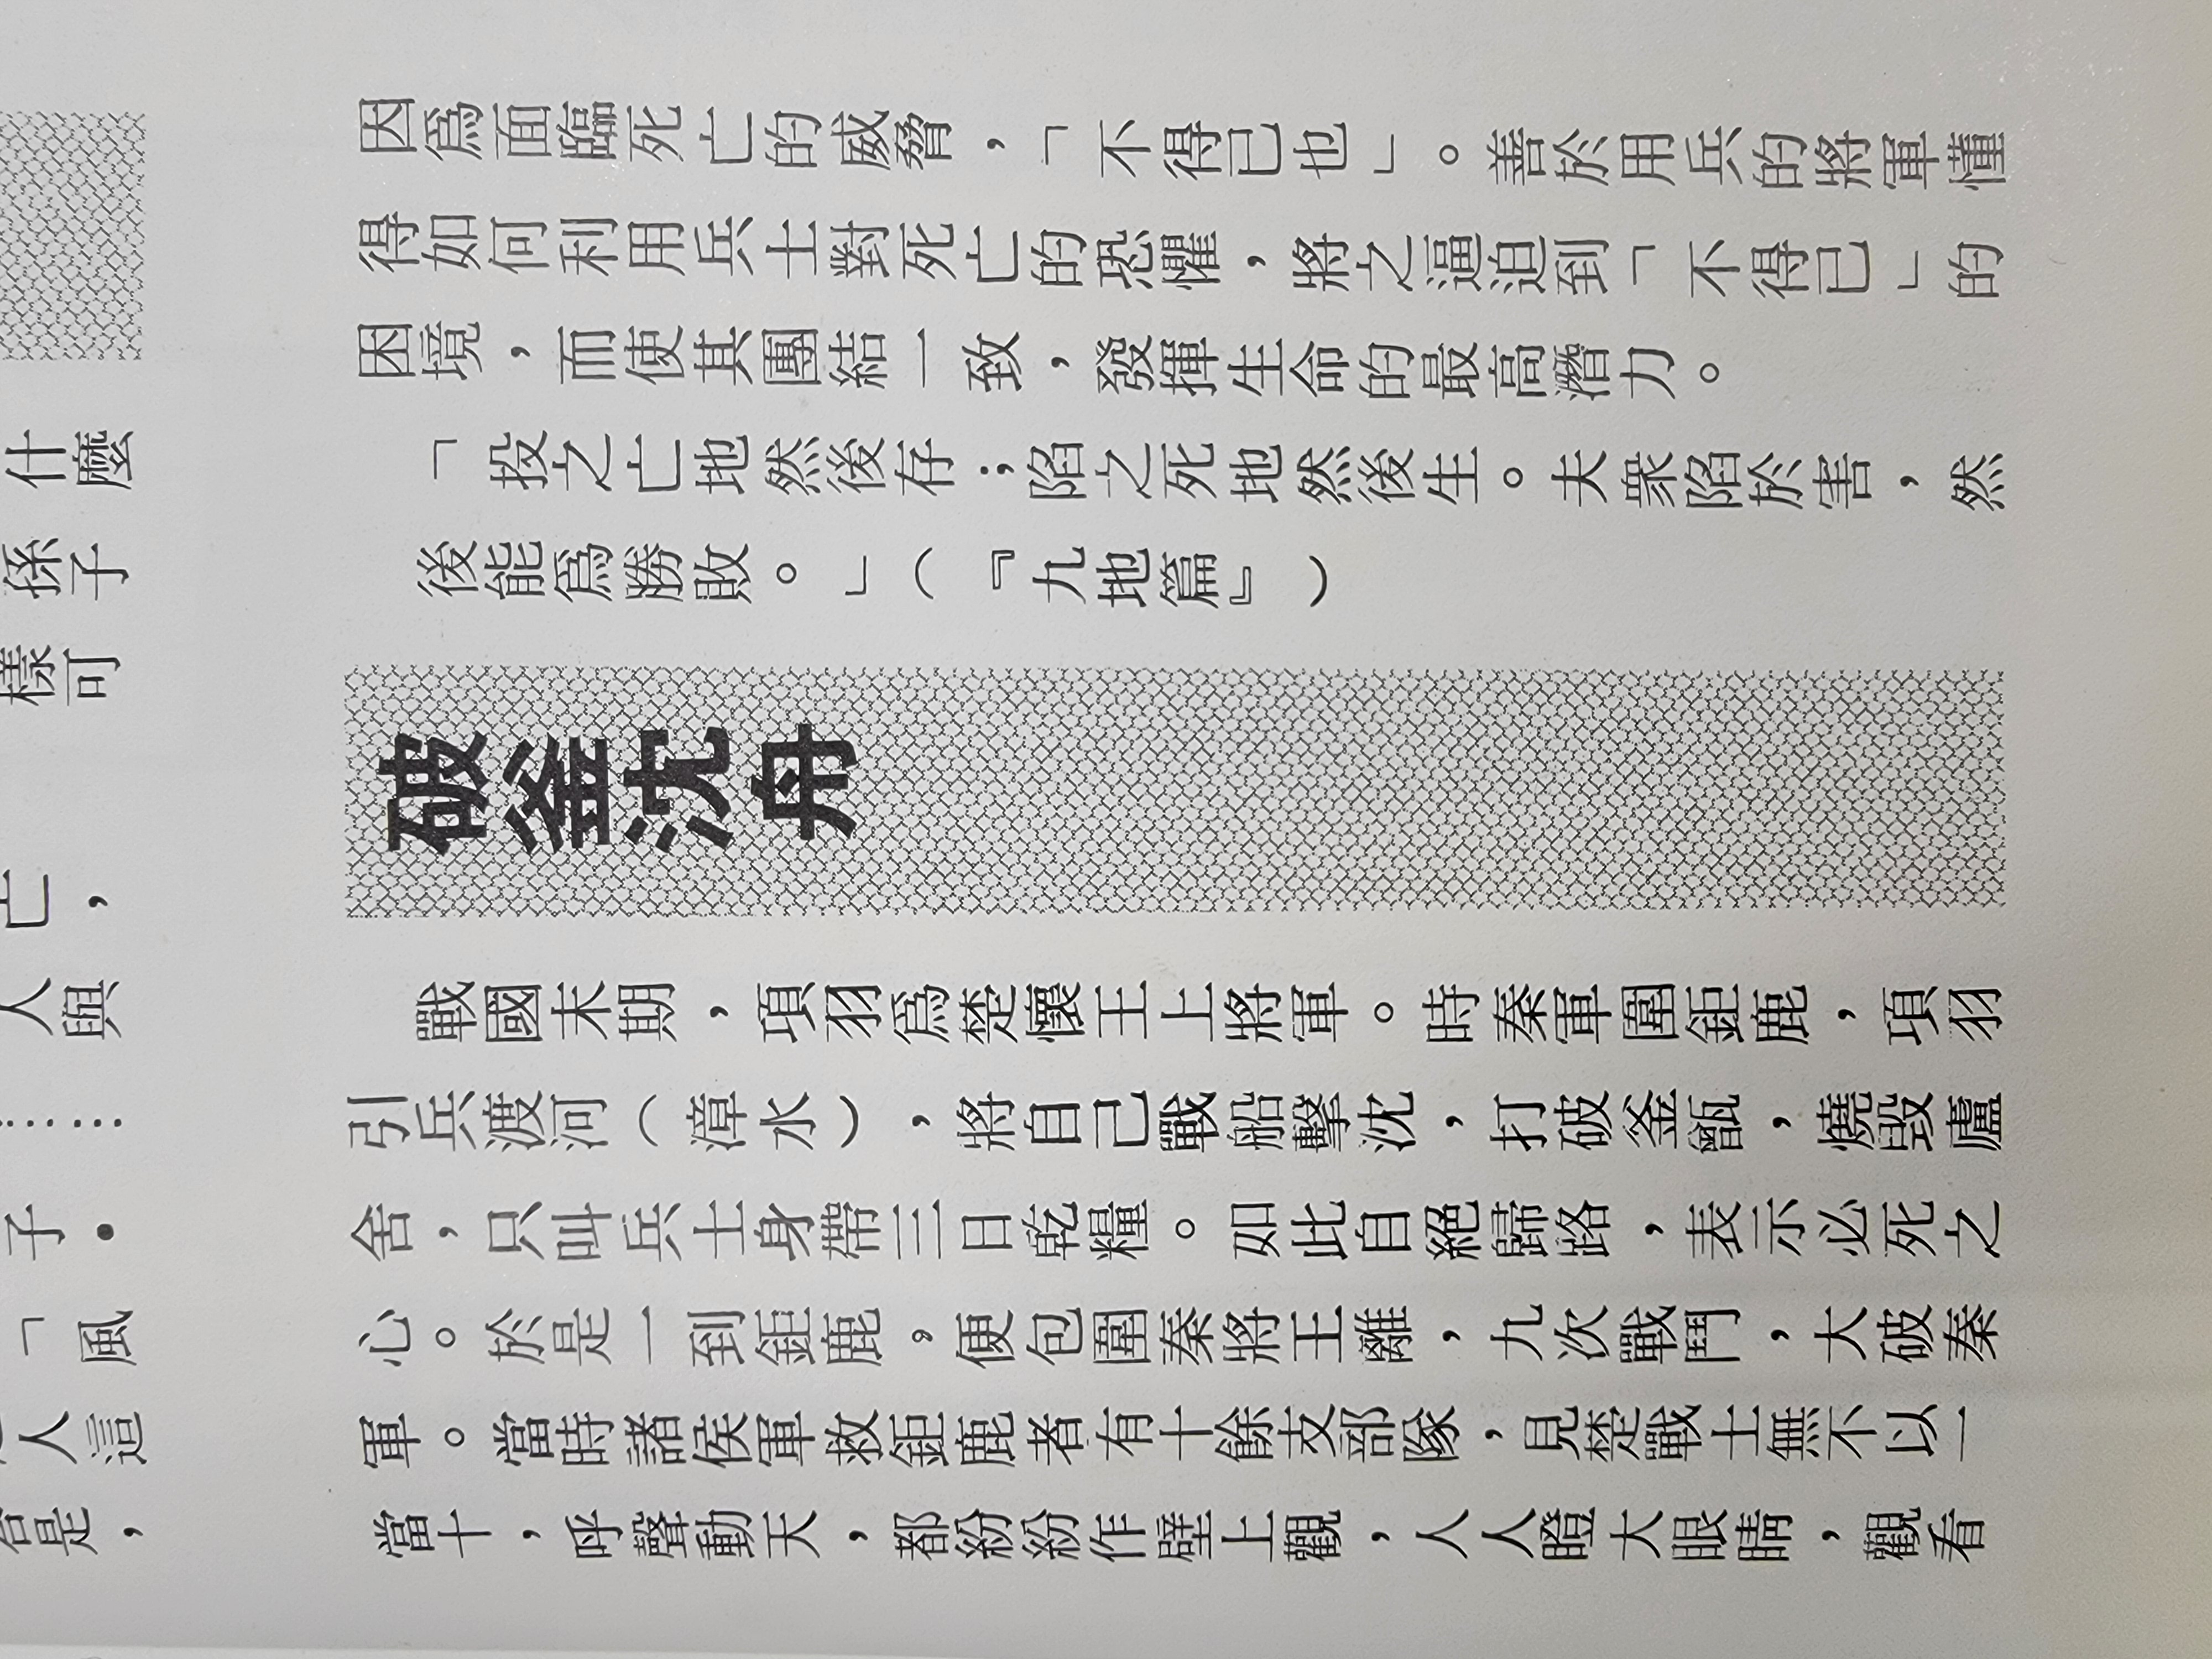 什麼
孫子
樣可
亡，
人與
……
子·
「風
人這
是，
因爲面臨死亡的威脅，「不得已也」。善於用兵的將軍懂
得如何利用兵士對死亡的恐懼，將之逼迫到「不得已」的
困境，而使其團結一致，發揮生命的最高潛力。
「投之亡地然後存；陷之死地然後生。夫衆陷於害，然
後能爲勝敗。」（『九地篇』）
破釜沈舟
戰國末期，項羽爲楚懷王上將軍。時秦軍圍鉅鹿，項羽
引兵渡河（漳水），將自己戰船擊沈，打破釜甑，燒毀廬
舍，只叫兵士身帶三日乾糧。如此自絕歸路，表示必死之
心。於是一到鉅鹿，便包圍秦將王離，九次戰鬥，大破秦
軍。當時諸侯軍救鉅鹿者有十餘支部隊，見楚戰士無不以一
當十，呼聲動天，都紛紛作壁上觀，人人瞪大眼睛，觀看